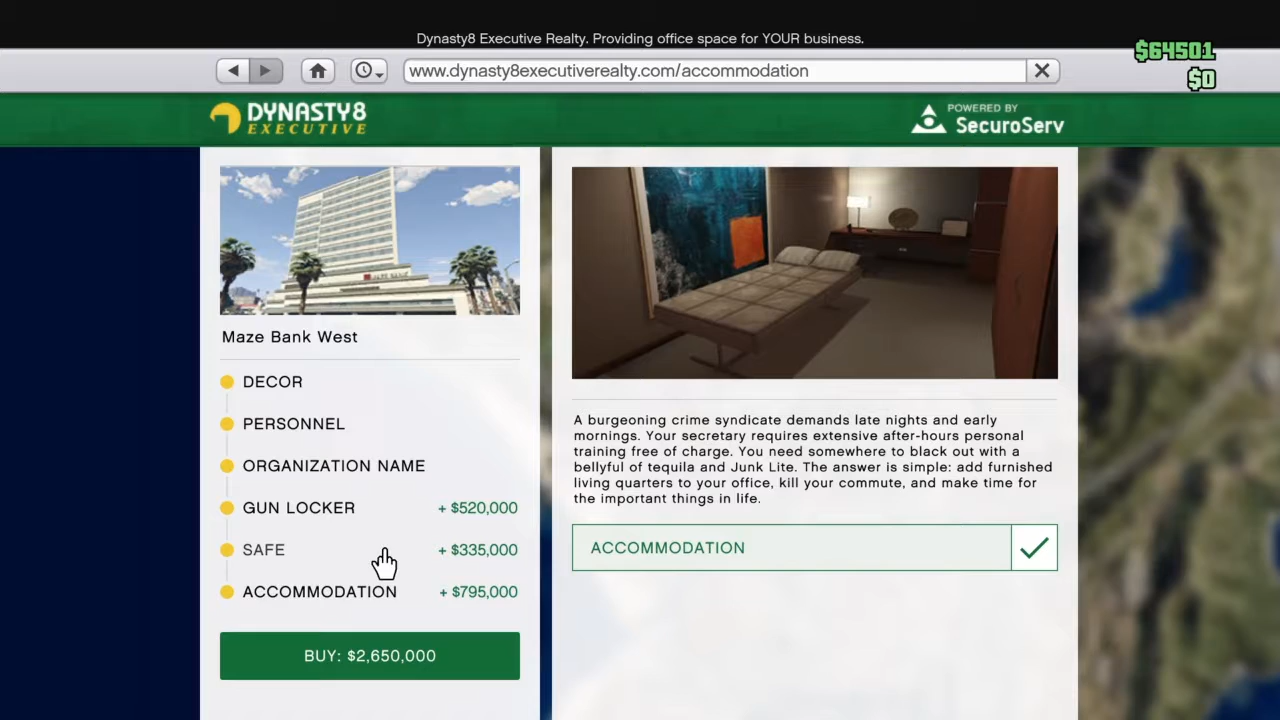 Dynasty8 Executive Realty. Providing office space for YOUR business.
$64501
$0
www.dynasty8executiverealty.com/accommodation
DYNASTY8
EXECUTIVE
POWERED BY
SecuroServ
MAZE BANK
Maze Bank West
DECOR
PERSONNEL
ORGANIZATION NAME
GUN LOCKER + $520,000
SAFE + $335,000
ACCOMMODATION + $795,000
BUY: $2,650,000
A burgeoning crime syndicate demands late nights and early
mornings. Your secretary requires extensive after-hours personal
training free of charge. You need somewhere to black out with a
bellyful of tequila and Junk Lite. The answer is simple: add furnished
living quarters to your office, kill your commute, and make time for
the important things in life.
ACCOMMODATION